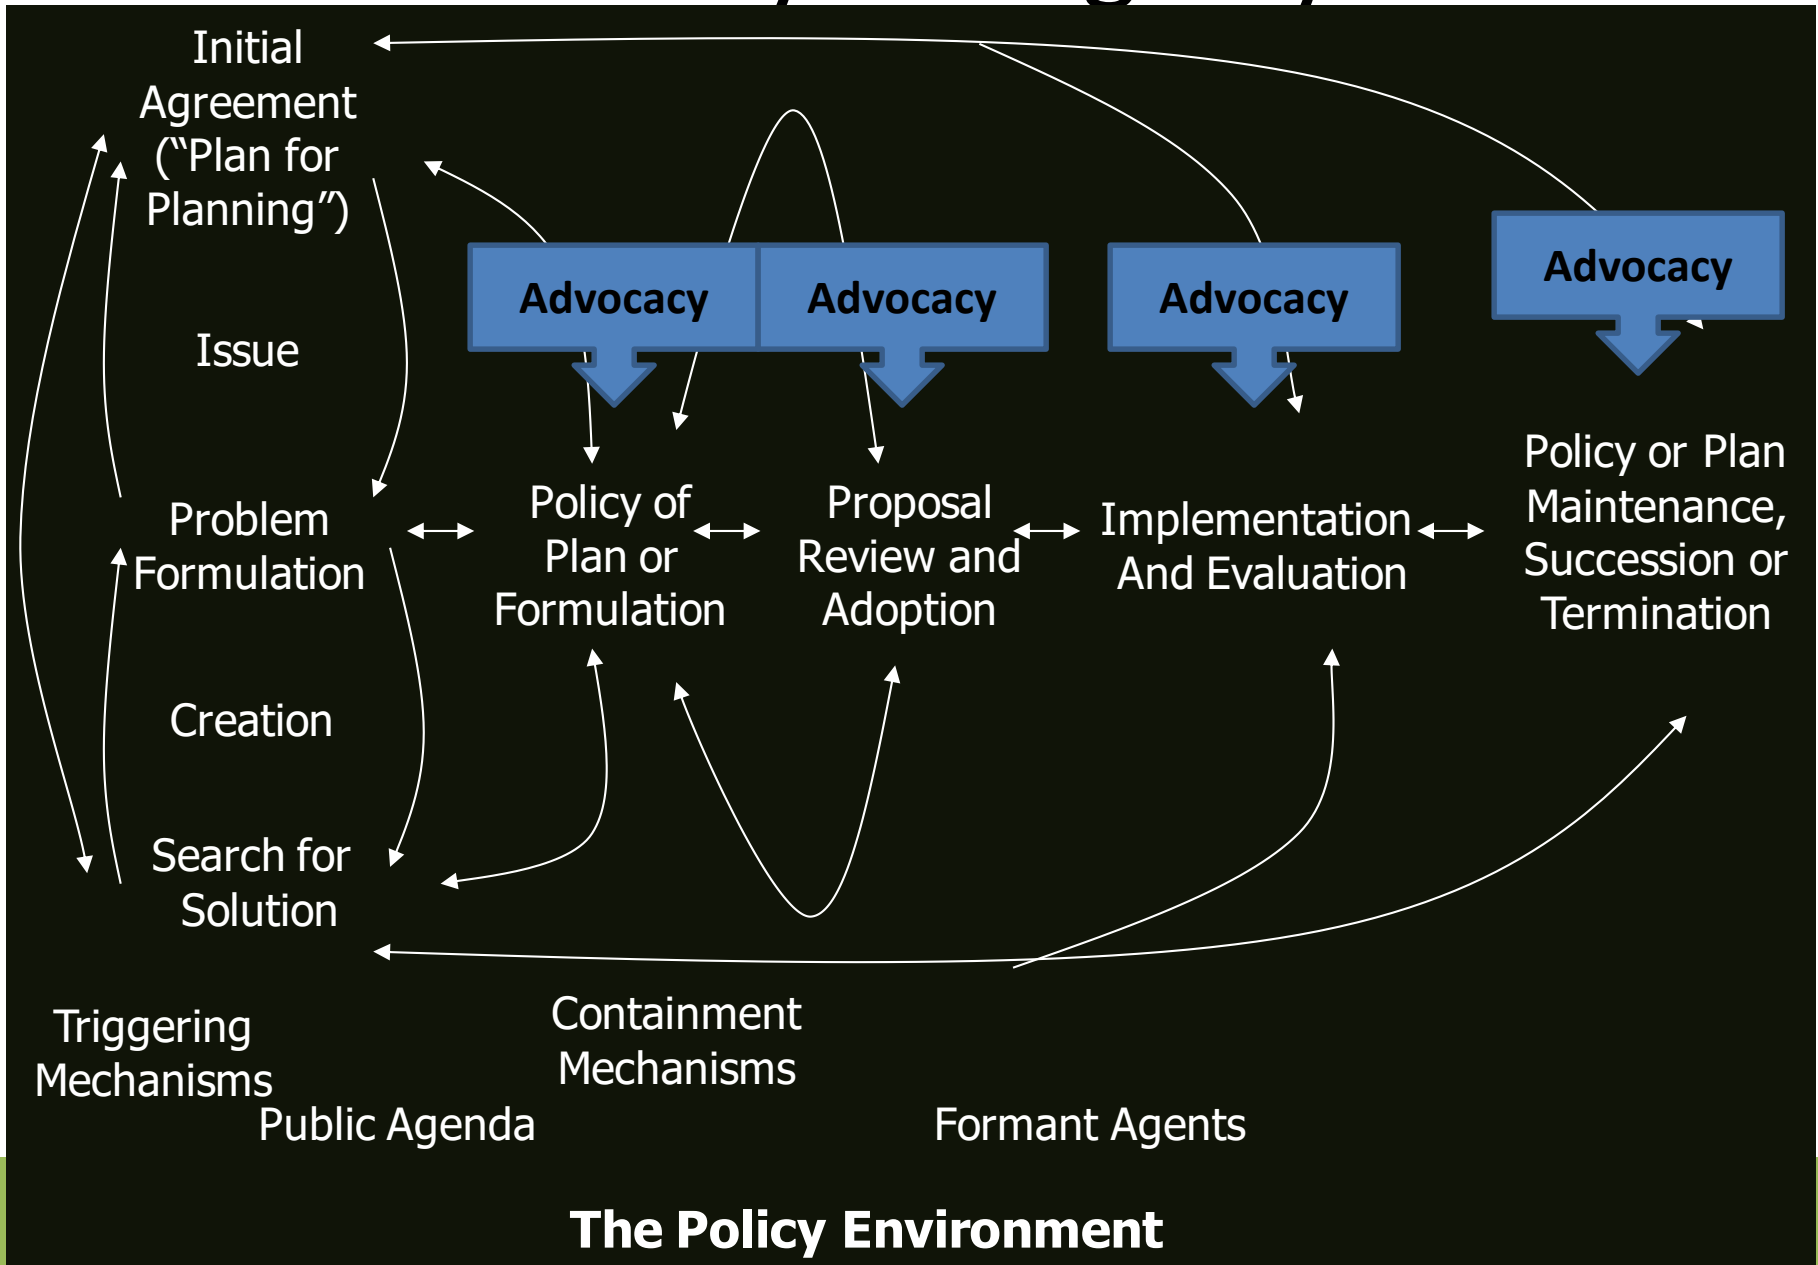 Initial
Agreement
(“Plan for
Planning”)
Issue
Problem
Formulation
Creation
Search for
Solution
Advocacy
Advocacy
Advocacy
Advocacy
Policy of
Plan or
Formulation
Proposal
Review and
Adoption
Implementation
And Evaluation
Policy or Plan
Maintenance,
Succession or
Termination
Triggering
Mechanisms
Public Agenda
Containment
Mechanisms
Formant Agents
The Policy Environment